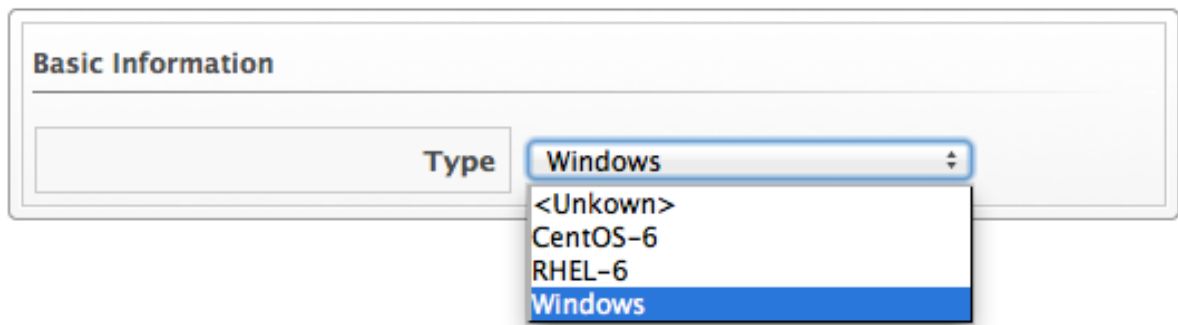 Basic Information
Type Windows
<Unkown>
CentOS-6
RHEL-6
Windows